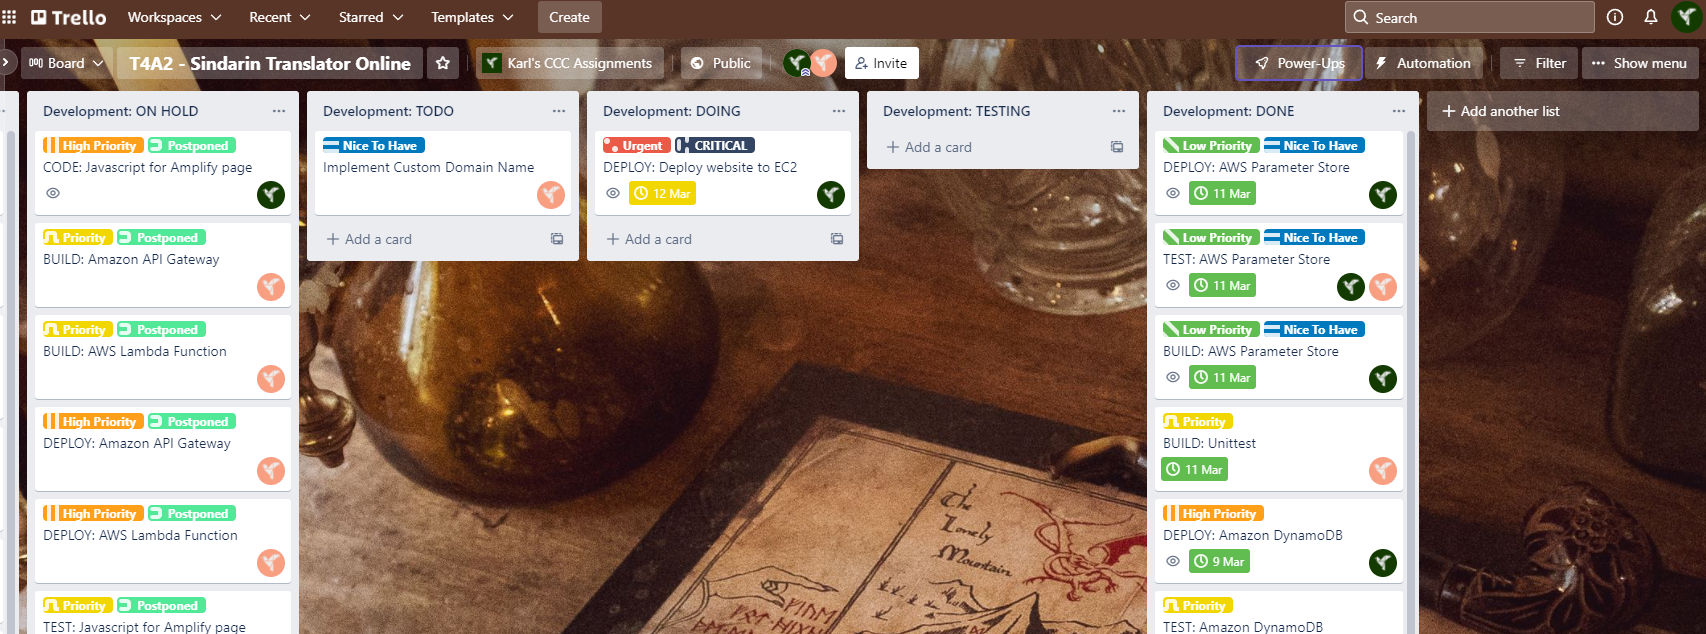 Trello
Workspaces
Recent
Starred
Templates
Create
Search
Board
T4A2 - Sindarin Translator Online
Karl's CCC Assignments
Public
Invite
Power-Ups
Automation
Filter
Show menu
Development: ON HOLD
High Priority Postponed
CODE: Javascript for Amplify page
Priority Postponed
BUILD: Amazon API Gateway
Priority Postponed
BUILD: AWS Lambda Function
High Priority Postponed
DEPLOY: Amazon API Gateway
High Priority Postponed
DEPLOY: AWS Lambda Function
Priority Postponed
TEST: Javascript for Amplify page
Development: TODO
Nice To Have
Implement Custom Domain Name
Add a card
Development: DOING
Urgent CRITICAL
DEPLOY: Deploy website to EC2
12 Mar
Add a card
Development: TESTING
Add a card
Development: DONE
Low Priority Nice To Have
DEPLOY: AWS Parameter Store
11 Mar
Low Priority Nice To Have
TEST: AWS Parameter Store
11 Mar
Low Priority Nice To Have
BUILD: AWS Parameter Store
11 Mar
Priority
BUILD: Unittest
11 Mar
High Priority
DEPLOY: Amazon DynamoDB
9 Mar
Priority
TEST: Amazon DynamoDB
Add another list
The
Lonely
Mountain